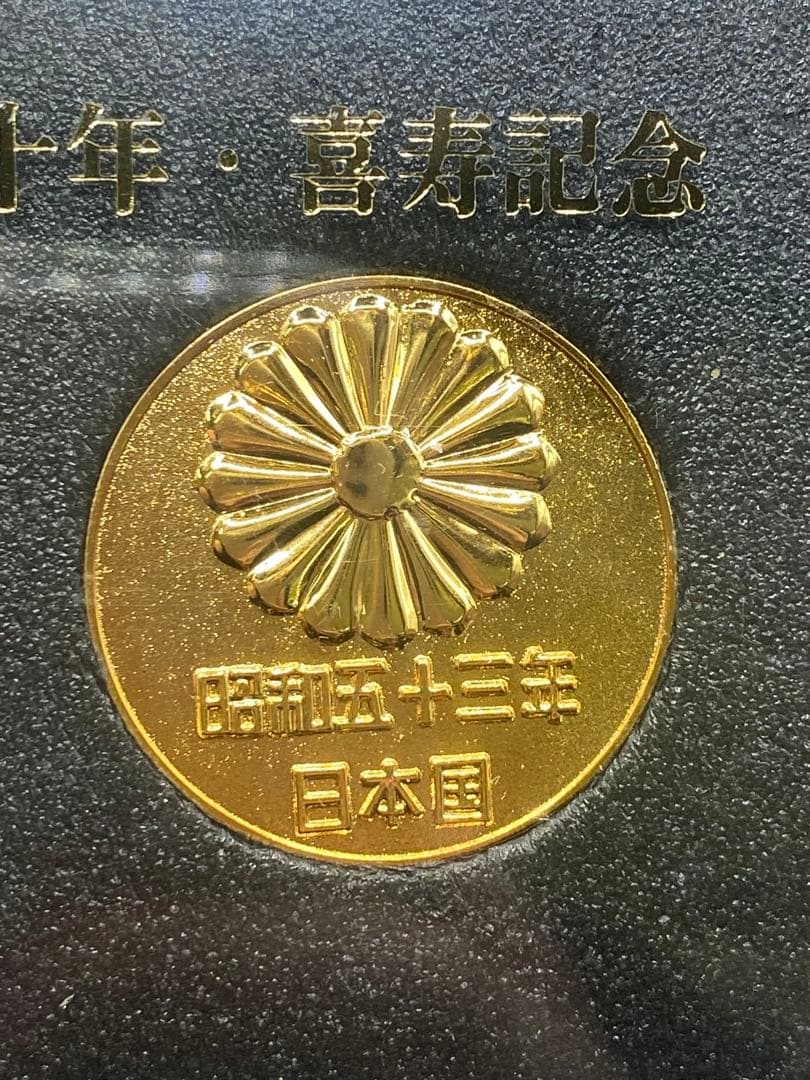 十年・喜寿記念
昭和五十三年
日本国